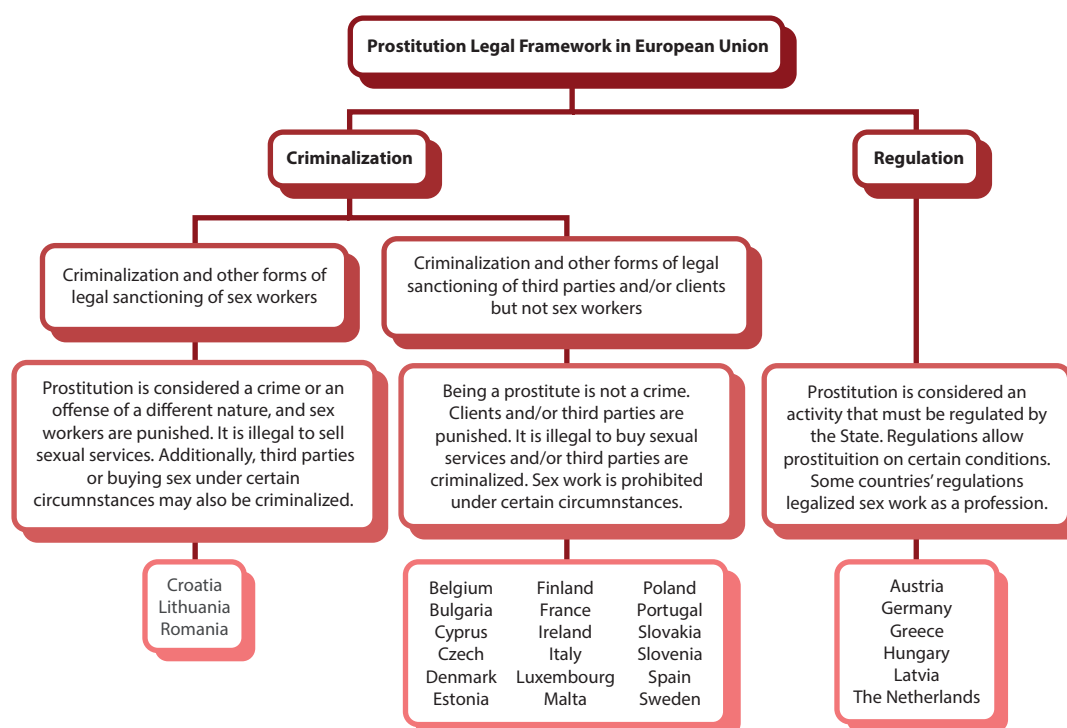 Prostitution Legal Framework in European Union
Criminalization
Regulation
Criminalization and other forms of
legal sanctioning of sex workers
Criminalization and other forms of legal
sanctioning of third parties and/or clients
but not sex workers
Prostitution is considered a crime or an
offense of a different nature, and sex
workers are punished. It is illegal to sell
sexual services. Additionally, third parties
or buying sex under certain
circumnstances may also be criminalized.
Being a prostitute is not a crime.
Clients and/or third parties are
punished. It is illegal to buy sexual
services and/or third parties are
criminalized. Sex work is prohibited
under certain circumnstances.
Prostitution is considered an
activity that must be regulated by
the State. Regulations allow
prostituition on certain conditions.
Some countries' regulations
legalized sex work as a profession.
Croatia
Lithuania
Romania
Belgium
Bulgaria
Cyprus
Czech
Denmark
Estonia
Finland
France
Ireland
Italy
Luxembourg
Malta
Poland
Portugal
Slovakia
Slovenia
Spain
Sweden
Austria
Germany
Greece
Hungary
Latvia
The Netherlands